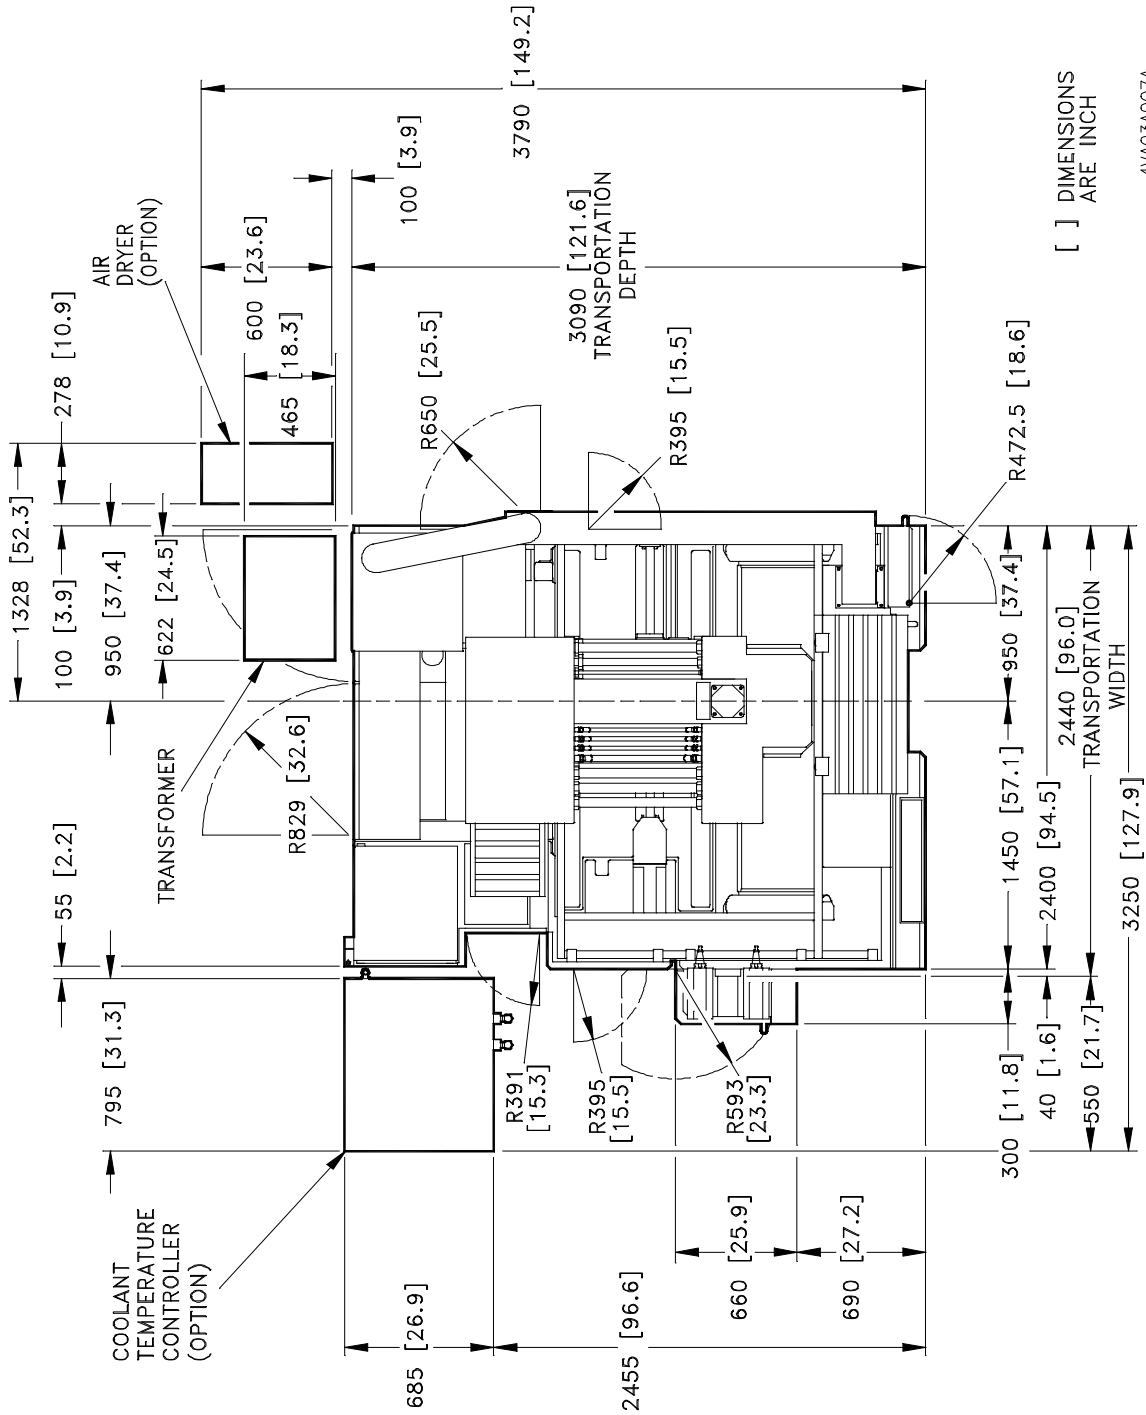 COOLANT
TEMPERATURE
CONTROLLER
(OPTION)
795 [31.3]
55 [2.2]
TRANSFORMER
R829 [32.6]
1328 [52.3]
100 [3.9]
950 [37.4]
622 [24.5]
278 [10.9]
AIR
DRYER
(OPTION)
600 [23.6]
465 [18.3]
100 [3.9]
3790 [149.2]
3090 [121.6]
TRANSPORTATION
DEPTH
R650 [25.5]
R395 [15.5]
R472.5 [18.6]
R391
[15.3]
R395
[15.5]
R593
[23.3]
685 [26.9]
2455 [96.6]
660 [25.9]
690 [27.2]
300 [11.8]
1450 [57.1]
950 [37.4]
40 [1.6]
2400 [94.5]
550 [21.7]
2440 [96.0]
TRANSPORTATION
WIDTH
3250 [127.9]
[ ] DIMENSIONS
ARE INCH